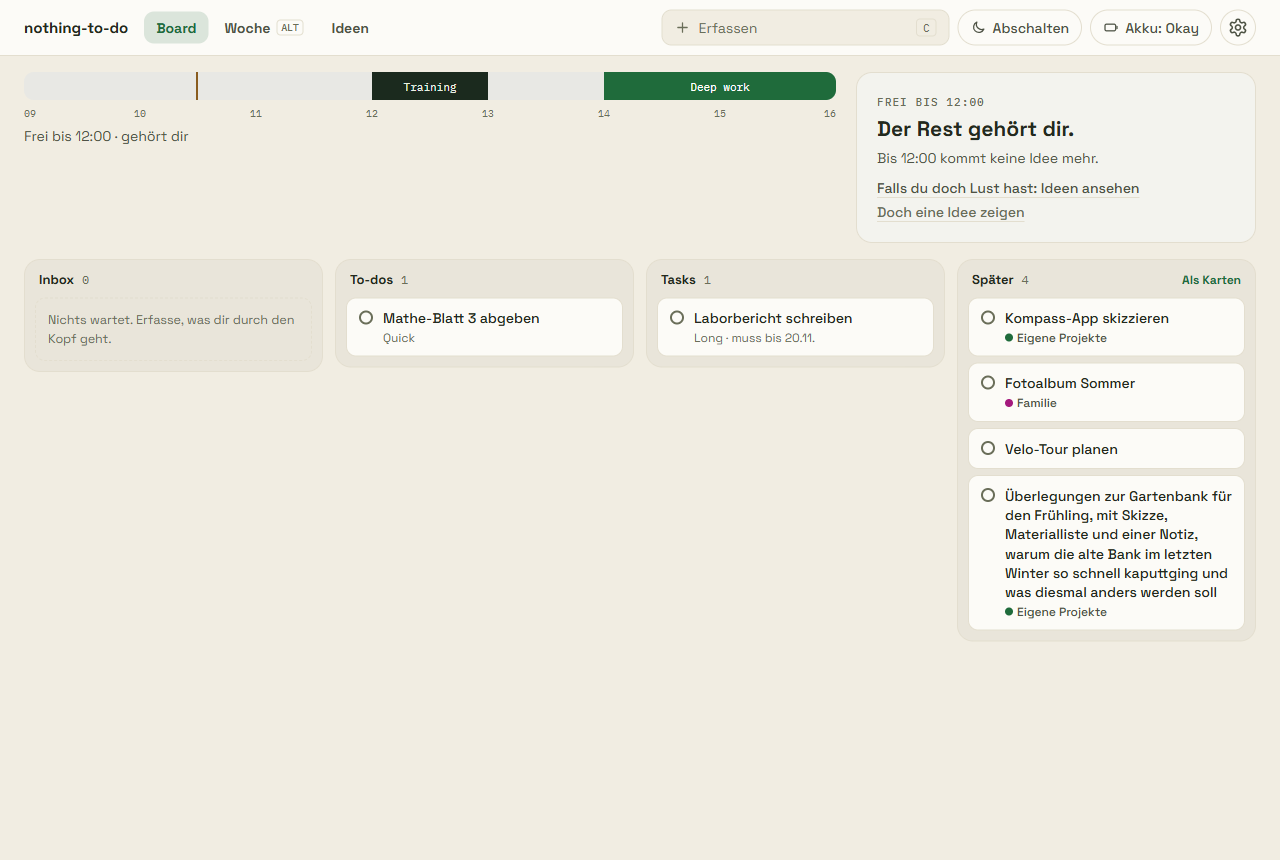 nothing-to-do
Board
Woche ALT
Ideen
Erfassen C
Abschalten
Akku: Okay
Training
Deep work
09 10 11 12 13 14 15 16
Frei bis 12:00 · gehört dir
FREI BIS 12:00
Der Rest gehört dir.
Bis 12:00 kommt keine Idee mehr.
Falls du doch Lust hast: Ideen ansehen
Doch eine Idee zeigen
Inbox 0
Nichts wartet. Erfasse, was dir durch den
Kopf geht.
To-dos 1
Mathe-Blatt 3 abgeben
Quick
Tasks 1
Laborbericht schreiben
Long · muss bis 20.11.
Später 4
Als Karten
Kompass-App skizzieren
Eigene Projekte
Fotoalbum Sommer
Familie
Velo-Tour planen
Überlegungen zur Gartenbank für
den Frühling, mit Skizze,
Materialliste und einer Notiz,
warum die alte Bank im letzten
Winter so schnell kaputtging und
was diesmal anders werden soll
Eigene Projekte